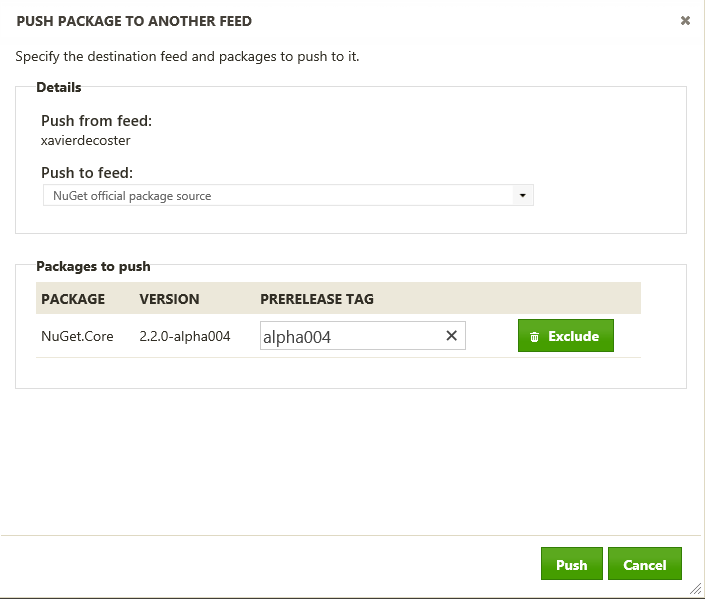 PUSH PACKAGE TO ANOTHER FEED
Specify the destination feed and packages to push to it.
Details
Push from feed:
xavierdecoster
Push to feed:
NuGet official package source
Packages to push
PACKAGE VERSION PRERELEASE TAG
NuGet.Core 2.2.0-alpha004 alpha004 Exclude
Push Cancel